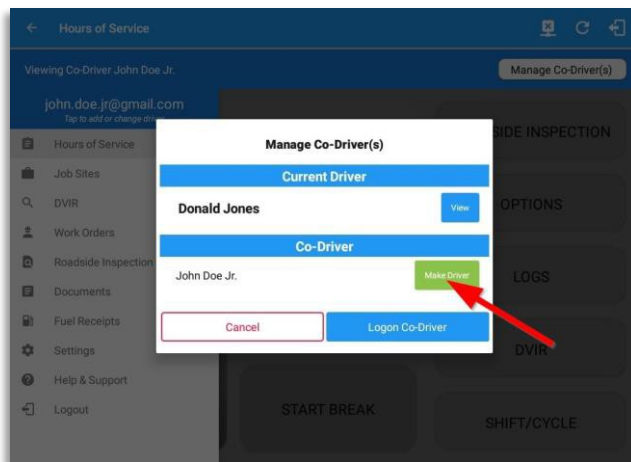 Hours of Service
Viewing Co-Driver John Doe Jr.
Manage Co-Driver(s)
john.doe.jr@gmail.com
Tap to add or change
Hours of Service
Job Sites
DVIR
Work Orders
Roadside Inspection
Documents
Fuel Receipts
Settings
Help & Support
Logout
Manage Co-Driver(s)
Current Driver
Donald Jones
View
Co-Driver
John Doe Jr.
Make Driver
Cancel
Logon Co-Driver
INSPECTION
OPTIONS
LOGS
DVIR
START BREAK
SHIFT/CYCLE